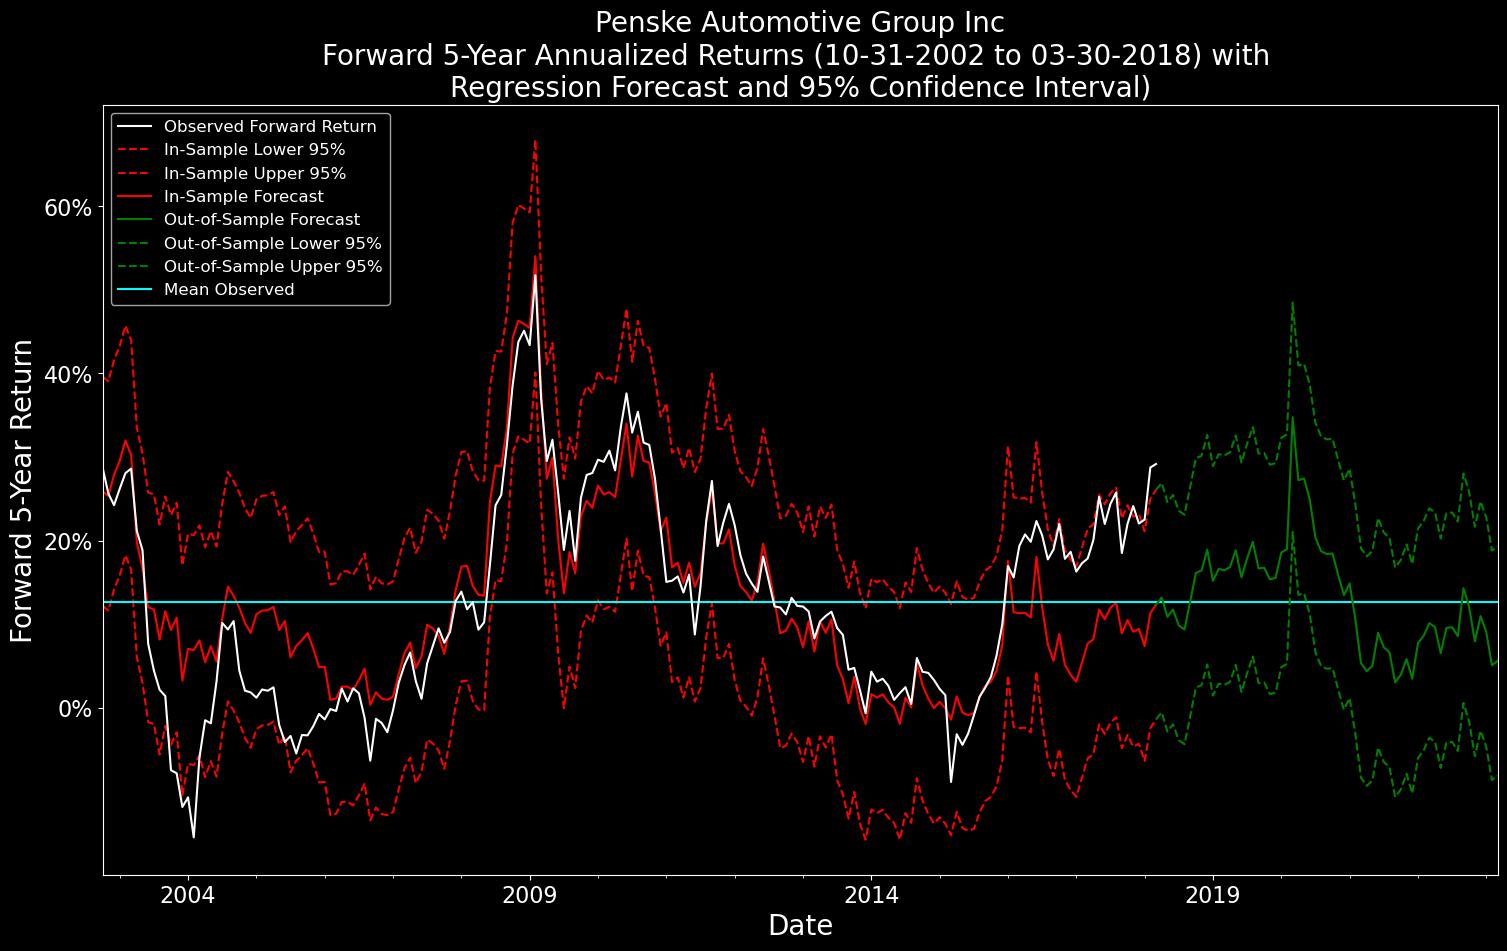 Penske Automotive Group Inc
Forward 5-Year Annualized Returns (10-31-2002 to 03-30-2018) with
Regression Forecast and 95% Confidence Interval)
Observed Forward Return
In-Sample Lower 95%
In-Sample Upper 95%
In-Sample Forecast
Out-of-Sample Forecast
Out-of-Sample Lower 95%
Out-of-Sample Upper 95%
Mean Observed
Forward 5-Year Return
60%
40%
20%
0%
2004
2009
2014
2019
Date